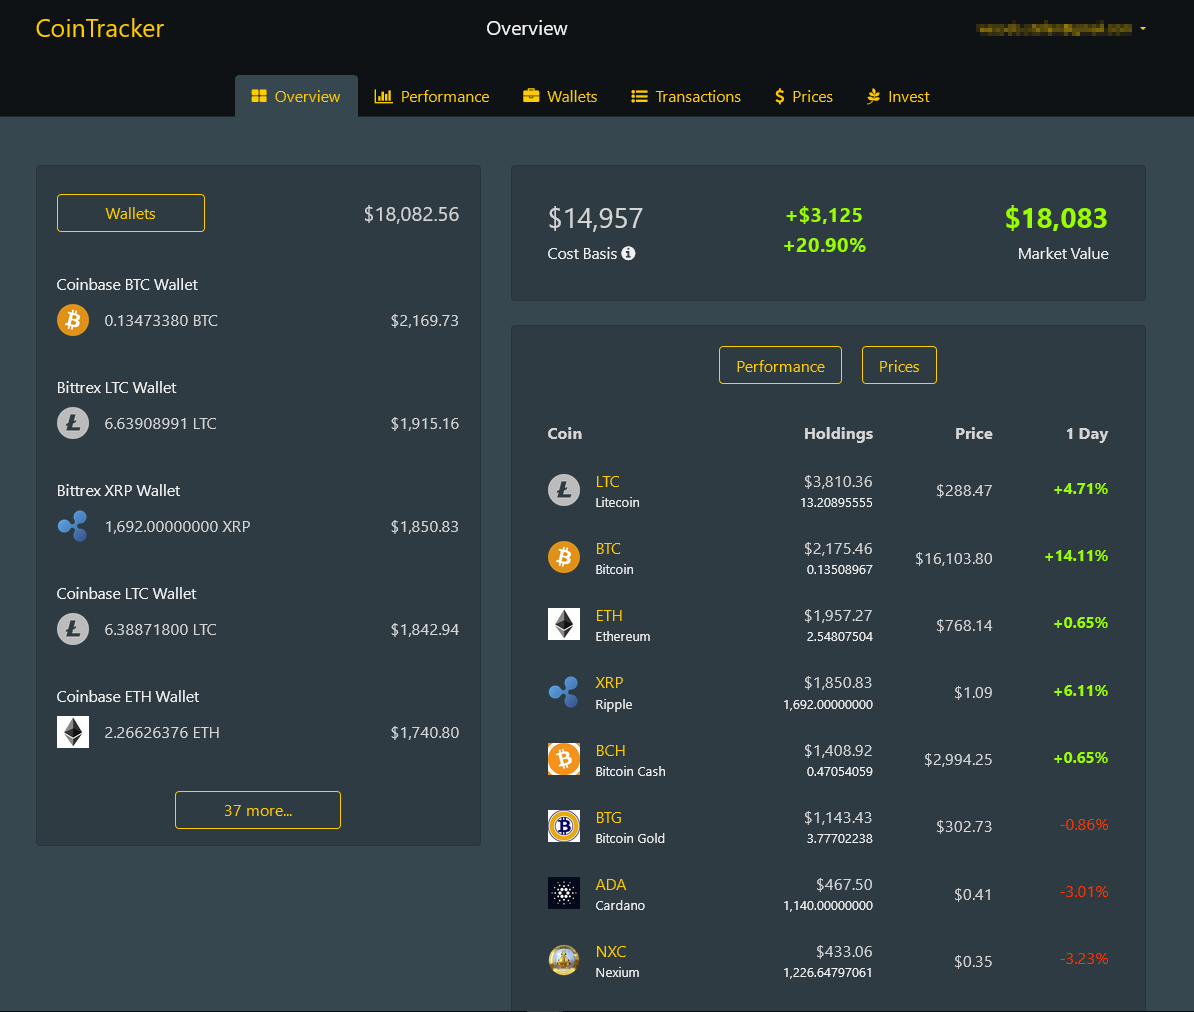 CoinTracker
Overview
Overview Performance Wallets Transactions Prices Invest
Wallets $18,082.56
Coinbase BTC Wallet
0.13473380 BTC $2,169.73
Bittrex LTC Wallet
6.63908991 LTC $1,915.16
Bittrex XRP Wallet
1,692.00000000 XRP $1,850.83
Coinbase LTC Wallet
6.38871800 LTC $1,842.94
Coinbase ETH Wallet
2.26626376 ETH $1,740.80
37 more...
$14,957
Cost Basis
+$3,125
+20.90%
$18,083
Market Value
Performance Prices
Coin Holdings Price 1 Day
LTC $3,810.36 $288.47 +4.71%
Litecoin 13.20895555
BTC $2,175.46 $16,103.80 +14.11%
Bitcoin 0.13508967
ETH $1,957.27 $768.14 +0.65%
Ethereum 2.54807504
XRP $1,850.83 $1.09 +6.11%
Ripple 1,692.00000000
BCH $1,408.92 $2,994.25 +0.65%
Bitcoin Cash 0.47054059
BTG $1,143.43 $302.73 -0.86%
Bitcoin Gold 3.77702238
ADA $467.50 $0.41 -3.01%
Cardano 1,140.00000000
NXC $433.06 $0.35 -3.23%
Nexium 1,226.64797061